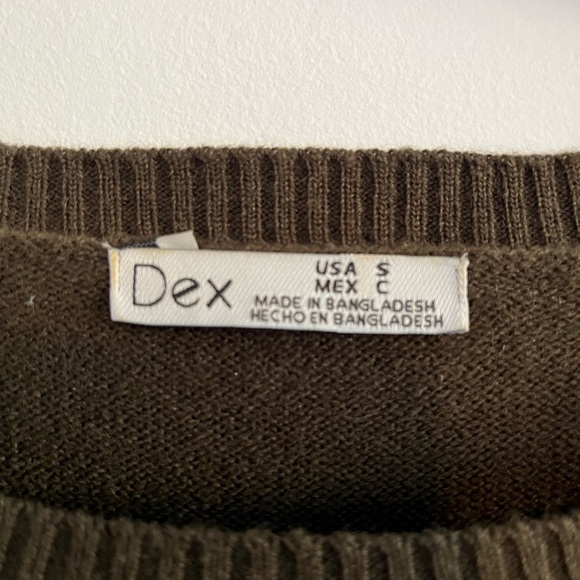 Dex
USA S
MEX C
MADE IN BANGLADESH
HECHO EN BANGLADESH